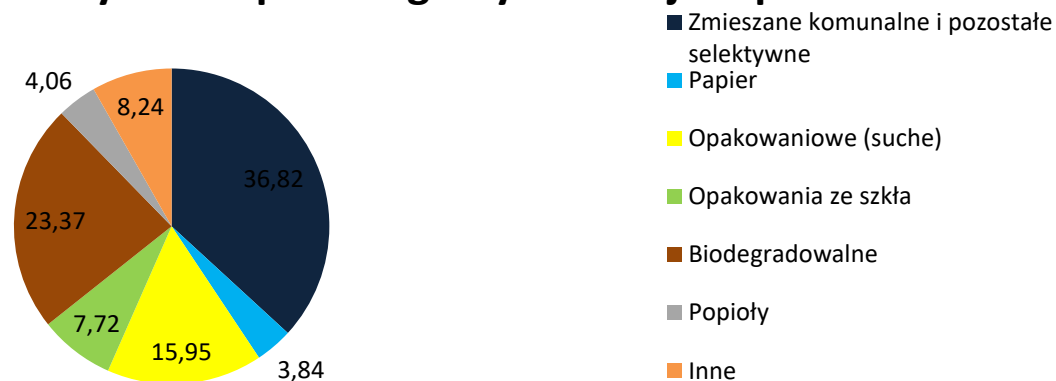 Zmieszane komunalne i pozostałe
selektywne
Papier
Opakowaniowe (suche)
Opakowania ze szkła
Biodegradowalne
Popioły
Inne
4,06
8,24
36,82
23,37
7,72
15,95
3,84